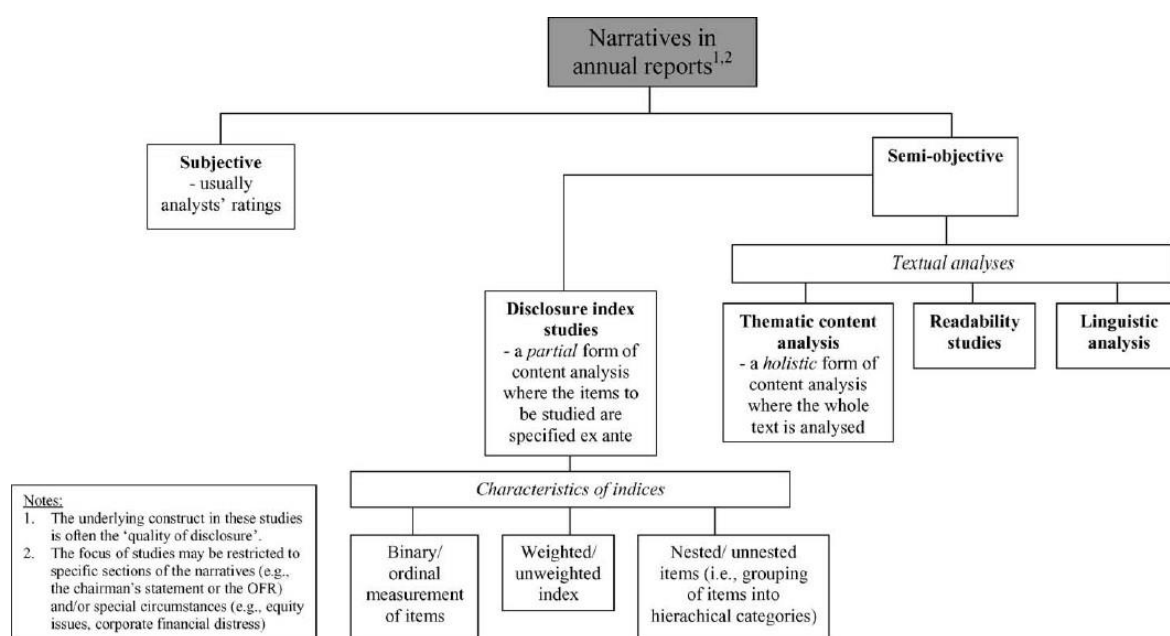 Narratives in
annual reports1,2
Subjective
- usually
analysts' ratings
Semi-objective
Textual analyses
Disclosure index
studies
- a partial form of
content analysis
where the items to
be studied are
specified ex ante
Thematic content
analysis
- a holistic form of
content analysis
where the whole
text is analysed
Readability
studies
Linguistic
analysis
Characteristics of indices
Binary/
ordinal
measurement
of items
Weighted/
unweighted
index
Nested/ unnested
items (i.e., grouping
of items into
hierachical categories)
Notes:
1. The underlying construct in these studies
is often the 'quality of disclosure'.
2. The focus of studies may be restricted to
specific sections of the narratives (e.g.,
the chairman's statement or the OFR)
and/or special circumstances (e.g., equity
issues, corporate financial distress)